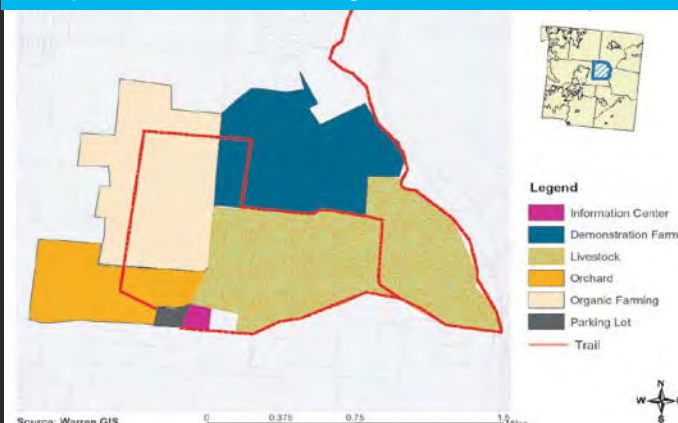 Legend
Information Center
Demonstration Farm
Livestock
Orchard
Organic Farming
Parking Lot
Trail
N
W
S
Source: Warren GIS
0 0.375 0.75 1.5